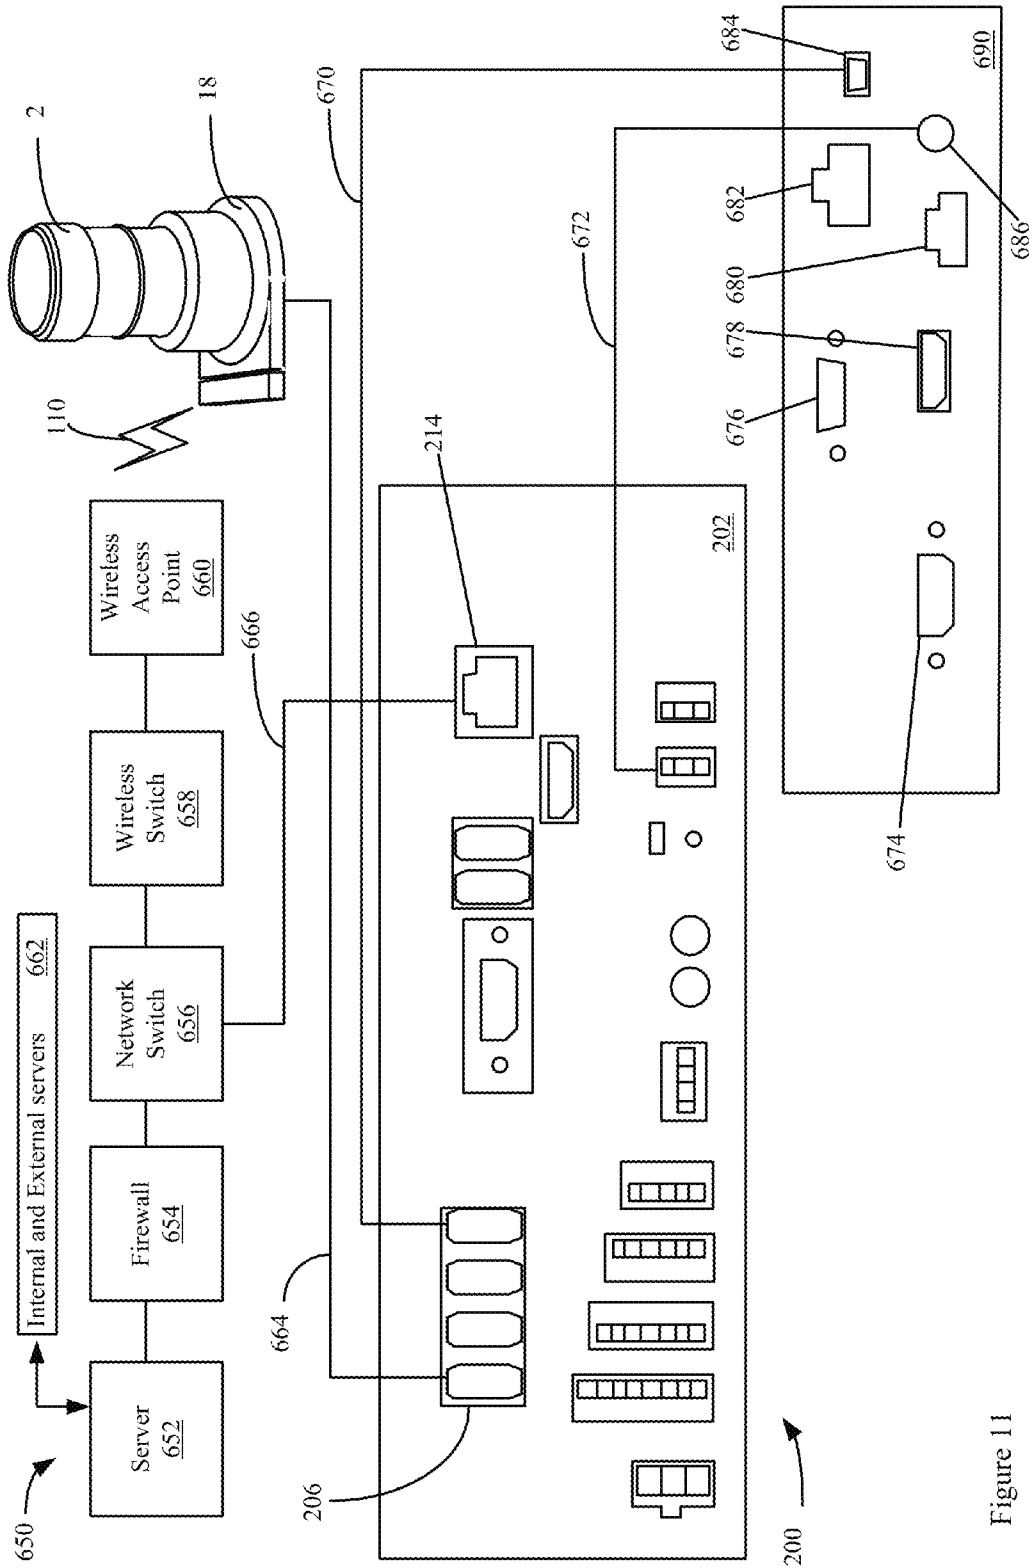 650
Internal and External servers 662
Server
652
Firewall
654
Network
Switch
656
Wireless
Switch
658
Wireless
Access
Point
660
110
2
18
664
666
670
672
206
214
202
200
684
682
680
686
678
676
674
690
Figure 11